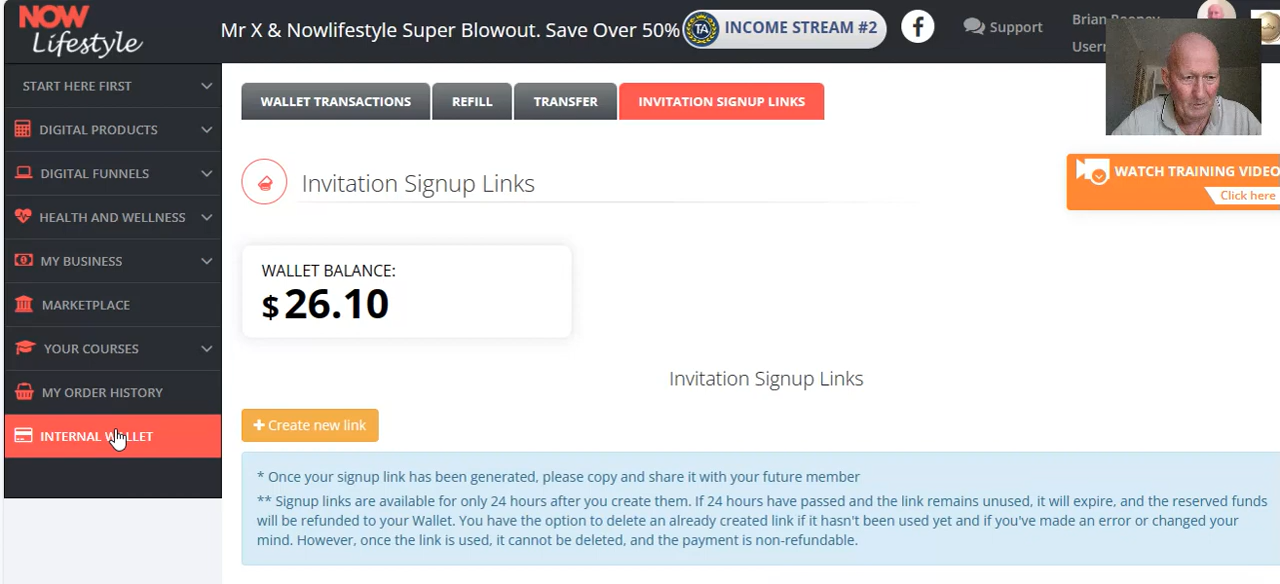 NOW
Lifestyle
Mr X & Nowlifestyle Super Blowout. Save Over 50%
TA
INCOME STREAM #2
f
Support
Brian
Usern
START HERE FIRST
DIGITAL PRODUCTS
DIGITAL FUNNELS
HEALTH AND WELLNESS
MY BUSINESS
MARKETPLACE
YOUR COURSES
MY ORDER HISTORY
INTERNAL WALLET
WALLET TRANSACTIONS
REFILL
TRANSFER
INVITATION SIGNUP LINKS
WATCH TRAINING VIDEO
Click here
Invitation Signup Links
WALLET BALANCE:
$ 26.10
Invitation Signup Links
+ Create new link
* Once your signup link has been generated, please copy and share it with your future member
** Signup links are available for only 24 hours after you create them. If 24 hours have passed and the link remains unused, it will expire, and the reserved funds
will be refunded to your Wallet. You have the option to delete an already created link if it hasn't been used yet and if you've made an error or changed your
mind. However, once the link is used, it cannot be deleted, and the payment is non-refundable.